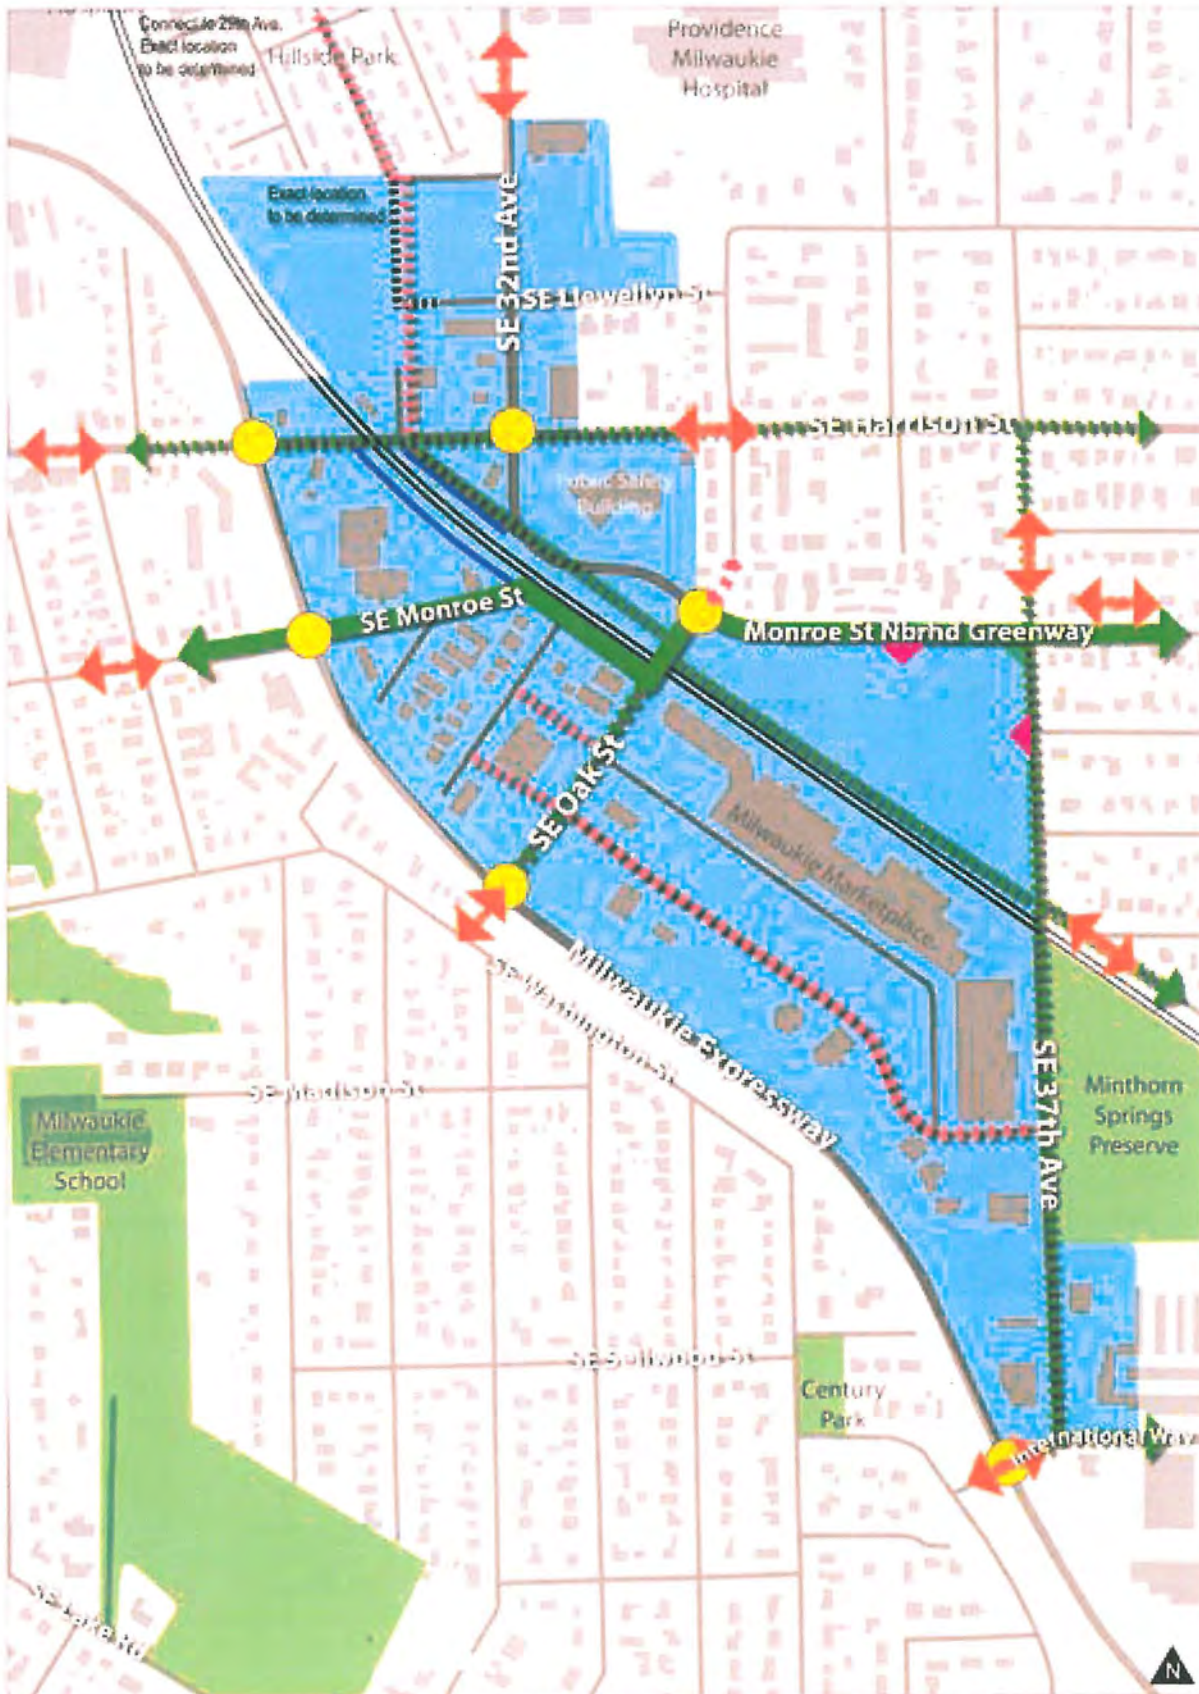 Connect to 29th Ave.
Exact location
to be determined
Hillside Park
Providence
Milwaukie
Hospital
Exact location
to be determined
SE 32nd Ave
SE Llewellyn St
SE Harrison St
Public Safety
Building
SE Monroe St
Monroe St Nbrhd Greenway
SE Oak St
Milwaukie Marketplace
Milwaukie Expressway
SE Washington St
SE Madison St
SE 37th Ave
Minthorn
Springs
Preserve
Milwaukie
Elementary
School
SE Sellwood St
Century
Park
International Way
SE Lake Rd
N